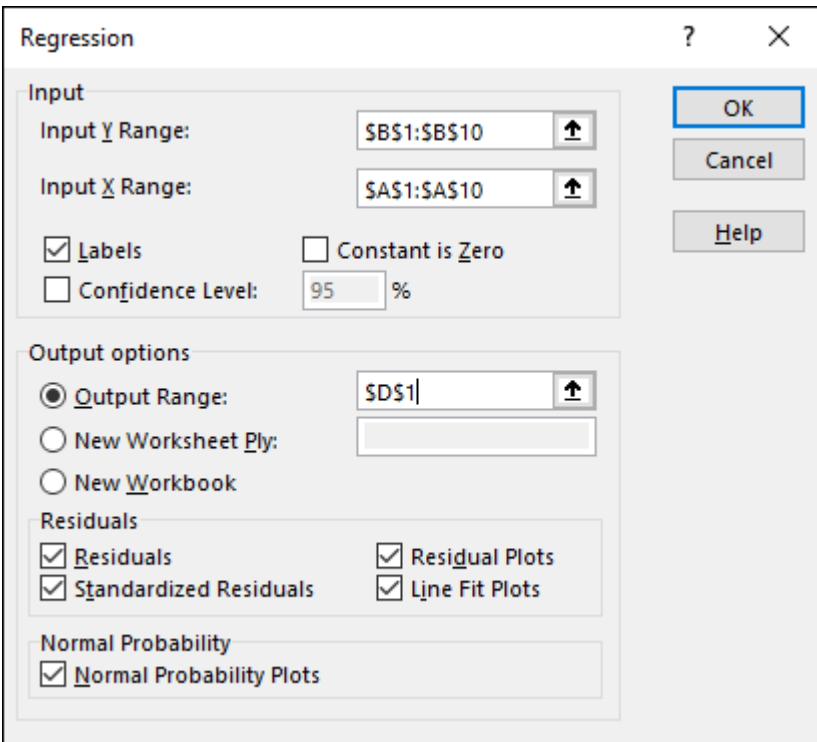 Regression ? ×
Input
Input Y Range: $B$1:$B$10
Input X Range: $A$1:$A$10
Labels Constant is Zero
Confidence Level: 95 %
OK
Cancel
Help
Output options
Output Range: $D$1
New Worksheet Ply:
New Workbook
Residuals
Residuals Residual Plots
Standardized Residuals Line Fit Plots
Normal Probability
Normal Probability Plots